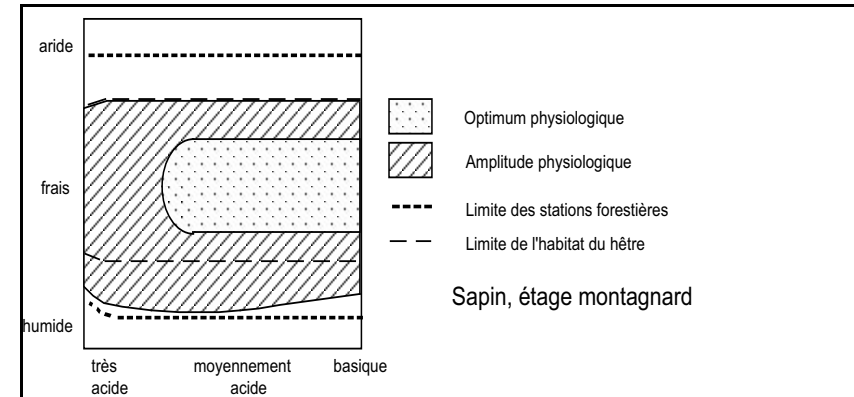 aride
frais
humide
très
acide
moyennement
acide
basique
Optimum physiologique
Amplitude physiologique
Limite des stations forestières
Limite de l'habitat du hêtre
Sapin, étage montagnard